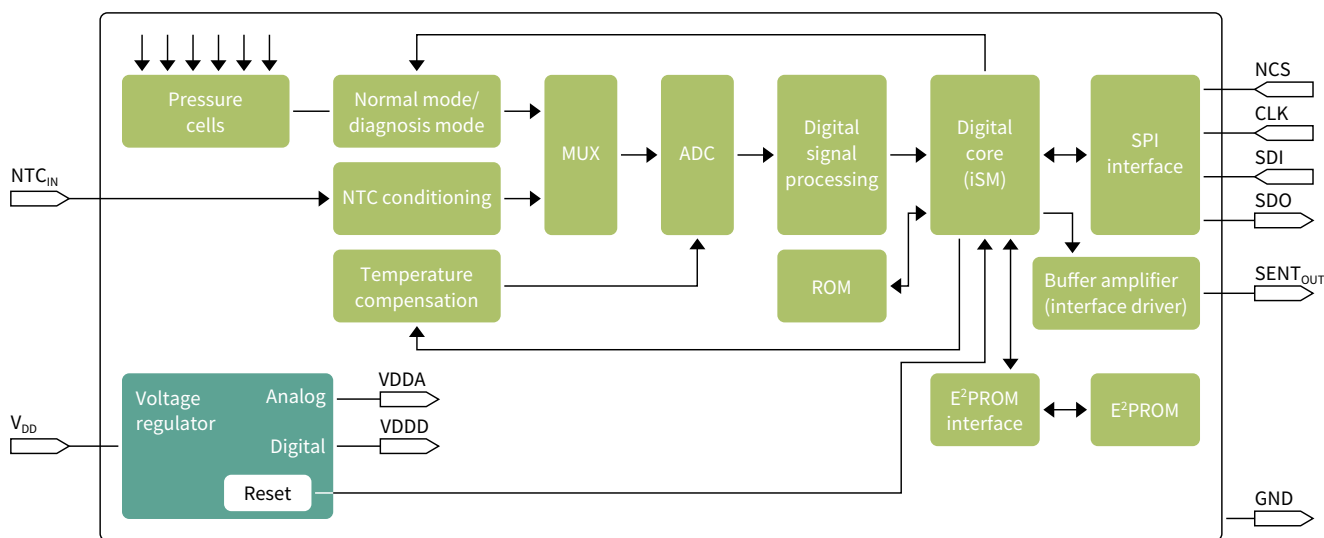 Pressure
cells
Normal mode/
diagnosis mode
MUX
ADC
Digital
signal
processing
Digital
core
(iSM)
SPI
interface
NCS
CLK
SDI
SDO
NTC_IN
NTC conditioning
Temperature
compensation
ROM
Buffer amplifier
(interface driver)
SENT_OUT
V_DD
Voltage
regulator
Analog
Digital
Reset
VDDA
VDDD
E²PROM
interface
E²PROM
GND